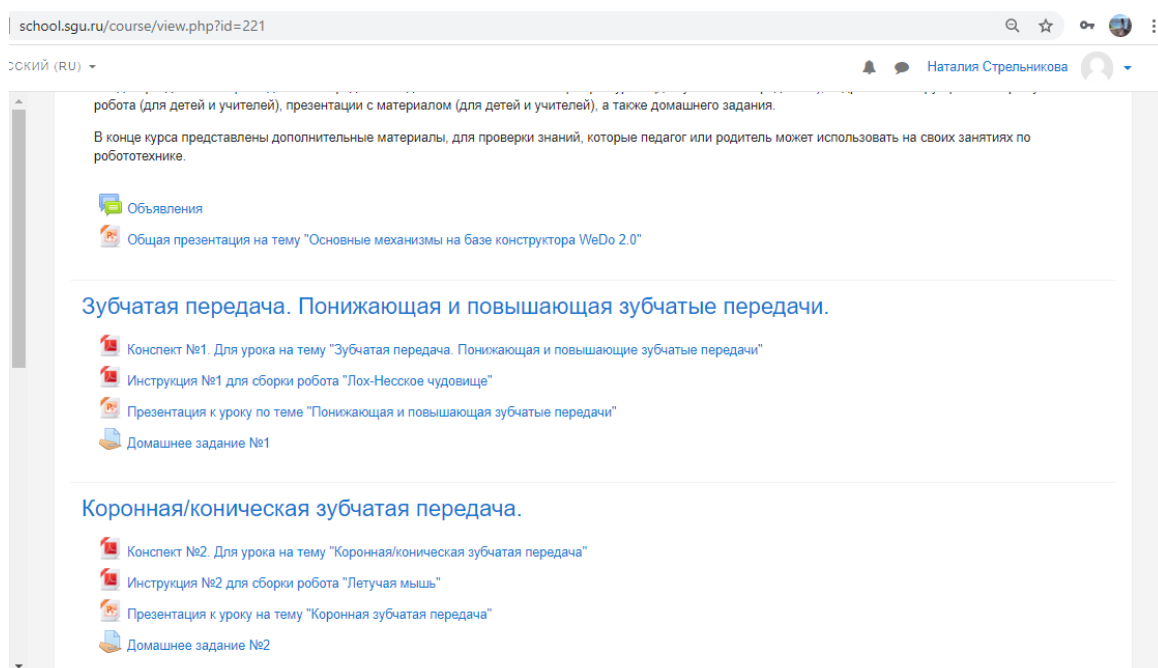 school.sgu.ru/course/view.php?id=221
ССКИЙ (RU)
Наталия Стрельникова
робота (для детей и учителей), презентации с материалом (для детей и учителей), а также домашнего задания.
В конце курса представлены дополнительные материалы, для проверки знаний, которые педагог или родитель может использовать на своих занятиях по
робототехнике.
Объявления
Общая презентация на тему "Основные механизмы на базе конструктора WeDo 2.0"
Зубчатая передача. Понижающая и повышающая зубчатые передачи.
Конспект №1. Для урока на тему "Зубчатая передача. Понижающая и повышающие зубчатые передачи"
Инструкция №1 для сборки робота "Лох-Несское чудовище"
Презентация к уроку по теме "Понижающая и повышающая зубчатые передачи"
Домашнее задание №1
Коронная/коническая зубчатая передача.
Конспект №2. Для урока на тему "Коронная/коническая зубчатая передача"
Инструкция №2 для сборки робота "Летучая мышь"
Презентация к уроку на тему "Коронная зубчатая передача"
Домашнее задание №2